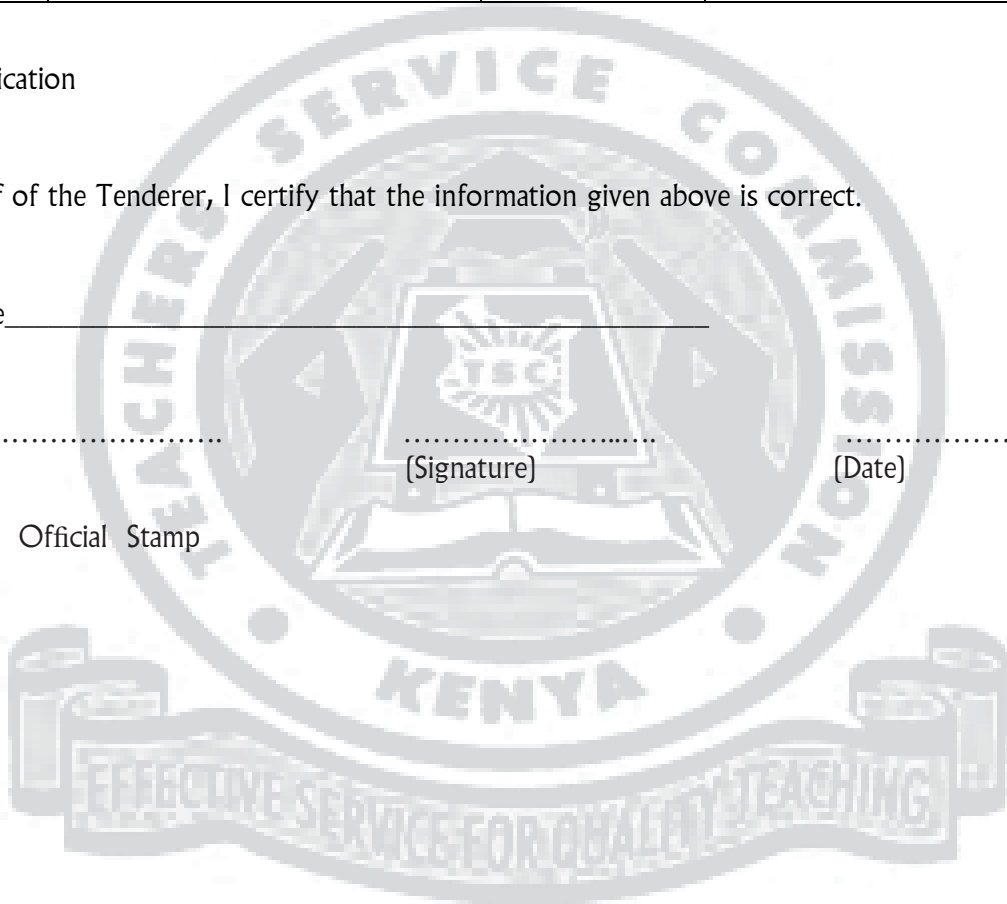 ication
f of the Tenderer, I certify that the information given above is correct.
e________________________________________________
………………….. …………………...…. ………………
(Signature) (Date)
Official Stamp
TEACHERS SERVICE COMMISSION
TSC
KENYA
EFFECTIVE SERVICE FOR QUALITY TEACHING